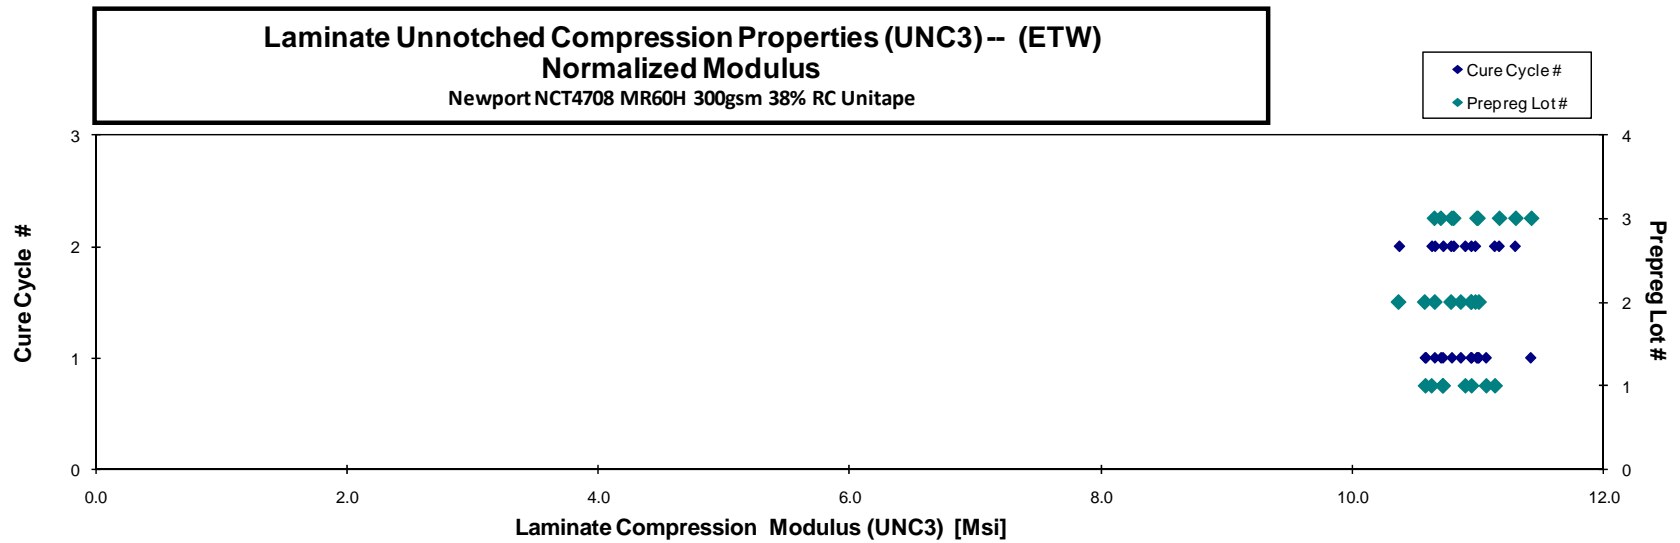 Laminate Unnotched Compression Properties (UNC3) -- (ETW)
Normalized Modulus
Newport NCT4708 MR60H 300gsm 38% RC Unitape
Cure Cycle #
Prepreg Lot #
3
2
1
0
Cure Cycle #
4
3
2
1
0
Prepreg Lot #
0.0 2.0 4.0 6.0 8.0 10.0 12.0
Laminate Compression Modulus (UNC3) [Msi]